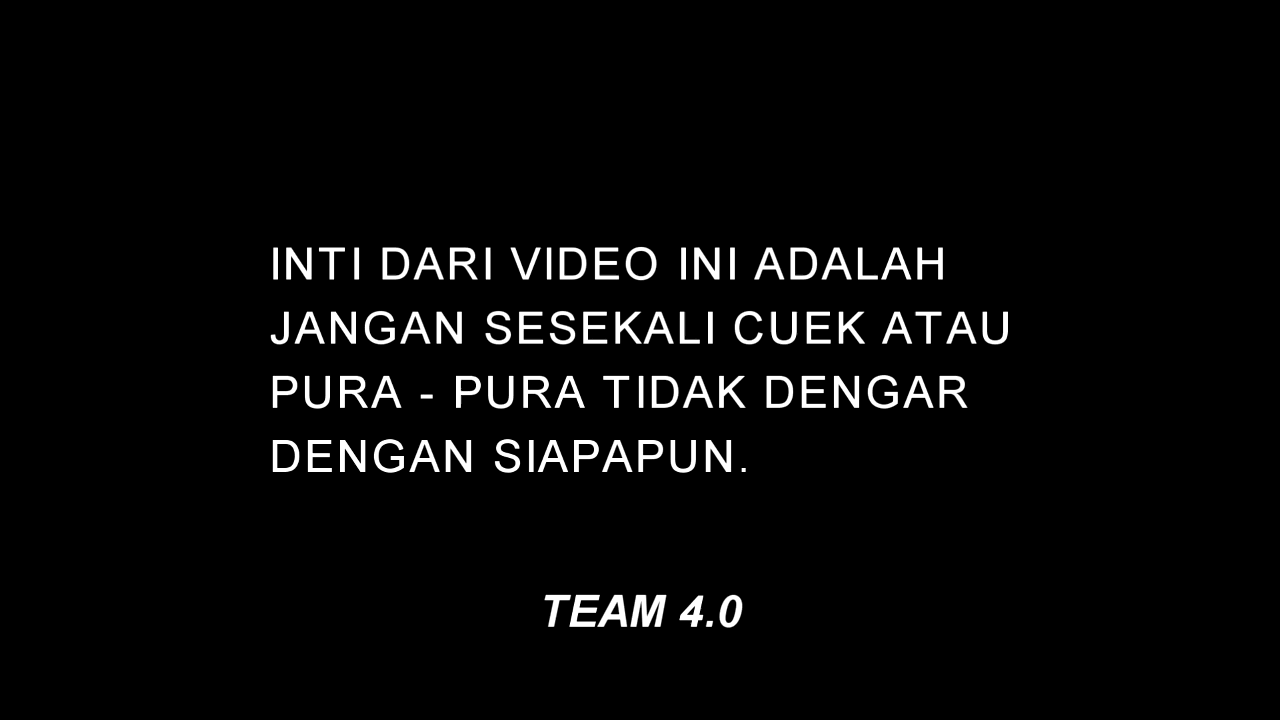 INTI DARI VIDEO INI ADALAH
JANGAN SESEKALI CUEK ATAU
PURA - PURA TIDAK DENGAR
DENGAN SIAPAPUN.
TEAM 4.0